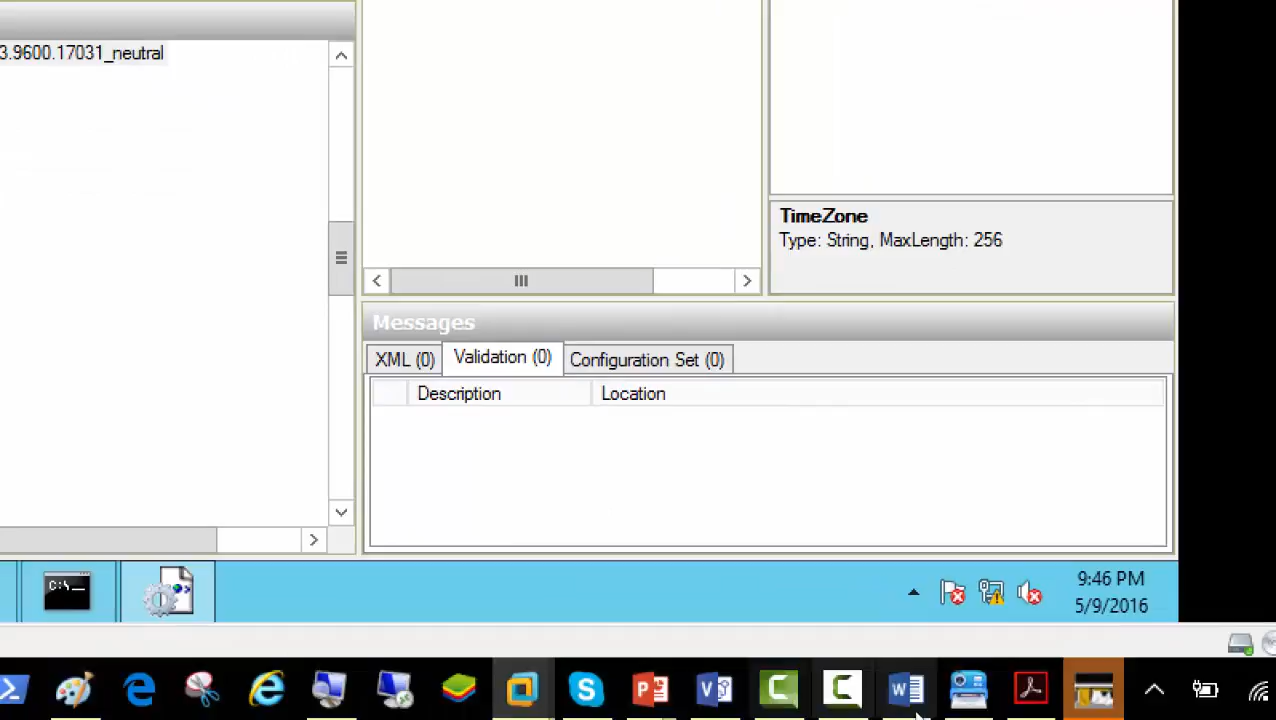 3.9600.17031_neutral
TimeZone
Type: String, MaxLength: 256
Messages
XML (0) Validation (0) Configuration Set (0)
Description Location
C:\
9:46 PM
5/9/2016